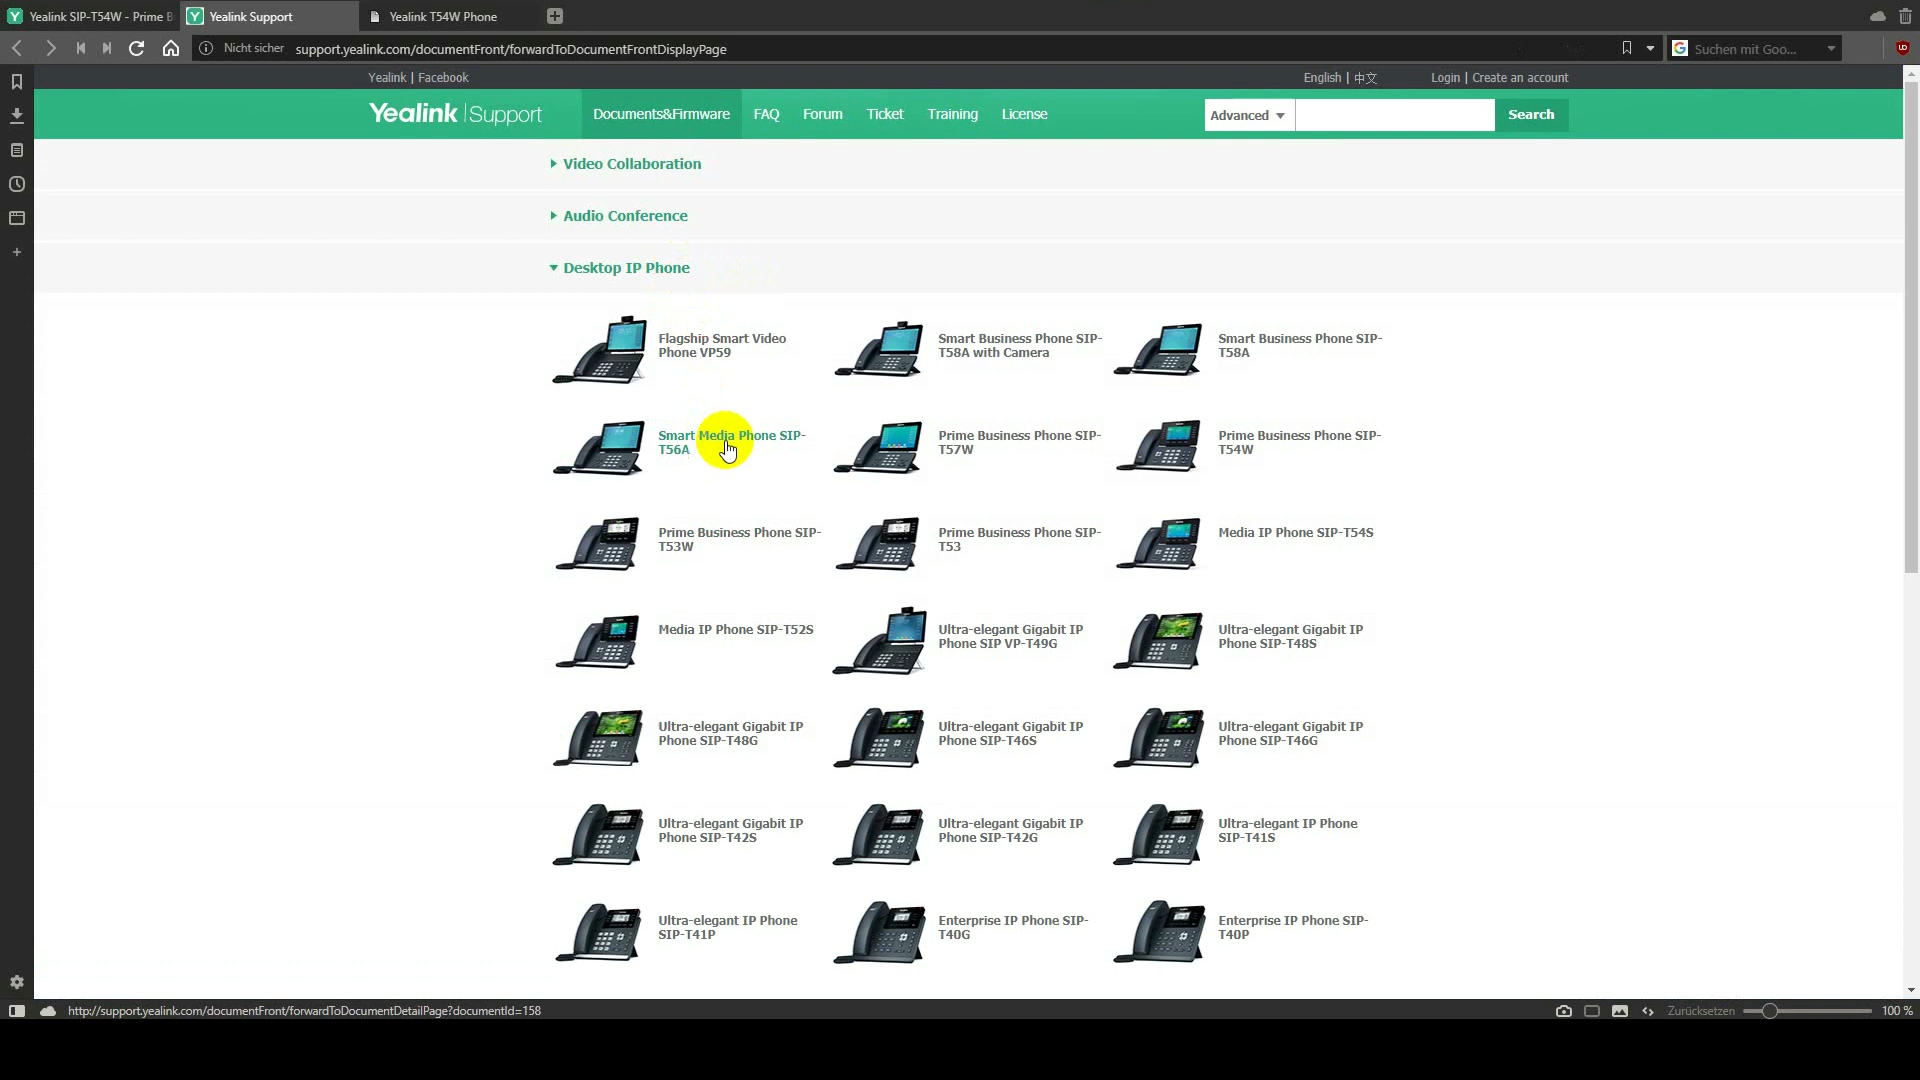 Yealink SIP-T54W - Prime B
Yealink Support
Yealink T54W Phone
Nicht sicher
support.yealink.com/documentFront/forwardToDocumentFrontDisplayPage
Suchen mit Goo...
Yealink | Facebook
English | 中文
Login | Create an account
Yealink | Support
Documents&Firmware
FAQ
Forum
Ticket
Training
License
Advanced
Search
Video Collaboration
Audio Conference
Desktop IP Phone
Flagship Smart Video
Phone VP59
Smart Business Phone SIP-
T58A with Camera
Smart Business Phone SIP-
T58A
Smart Media Phone SIP-
T56A
Prime Business Phone SIP-
T57W
Prime Business Phone SIP-
T54W
Prime Business Phone SIP-
T53W
Prime Business Phone SIP-
T53
Media IP Phone SIP-T54S
Media IP Phone SIP-T52S
Ultra-elegant Gigabit IP
Phone SIP VP-T49G
Ultra-elegant Gigabit IP
Phone SIP-T48S
Ultra-elegant Gigabit IP
Phone SIP-T48G
Ultra-elegant Gigabit IP
Phone SIP-T46S
Ultra-elegant Gigabit IP
Phone SIP-T46G
Ultra-elegant Gigabit IP
Phone SIP-T42S
Ultra-elegant Gigabit IP
Phone SIP-T42G
Ultra-elegant IP Phone
SIP-T41S
Ultra-elegant IP Phone
SIP-T41P
Enterprise IP Phone SIP-
T40G
Enterprise IP Phone SIP-
T40P
http://support.yealink.com/documentFront/forwardToDocumentDetailPage?documentId=158
Zurücksetzen
100 %